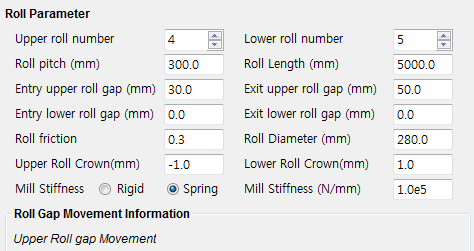 Roll Parameter
Upper roll number 4 Lower roll number 5
Roll pitch (mm) 300.0 Roll Length (mm) 5000.0
Entry upper roll gap (mm) 30.0 Exit upper roll gap (mm) 50.0
Entry lower roll gap (mm) 0.0 Exit lower roll gap (mm) 0.0
Roll friction 0.3 Roll Diameter (mm) 280.0
Upper Roll Crown(mm) -1.0 Lower Roll Crown(mm) 1.0
Mill Stiffness Rigid Spring Mill Stiffness (N/mm) 1.0e5
Roll Gap Movement Information
Upper Roll gap Movement